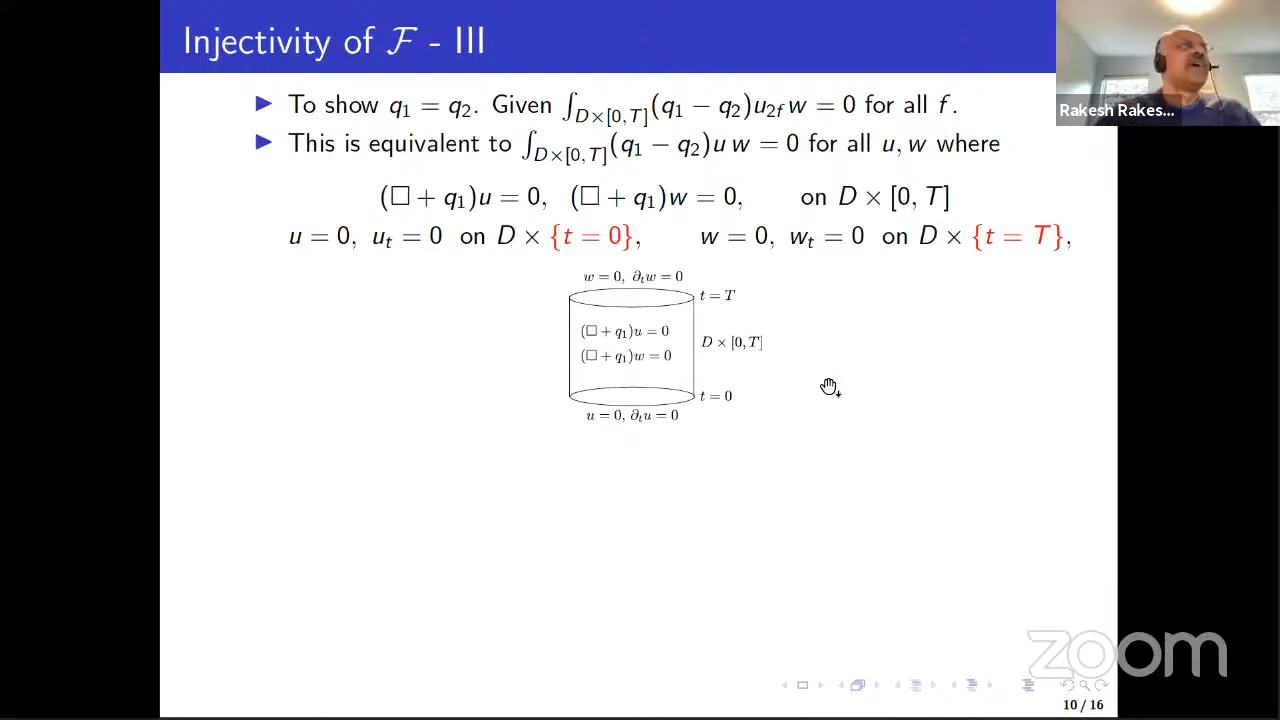 Injectivity of ℱ - III
▶ To show q₁ = q₂. Given ∫_{D×[0,T]}(q₁ − q₂)u_{2f} w = 0 for all f.
▶ This is equivalent to ∫_{D×[0,T]}(q₁ − q₂)u w = 0 for all u, w where
(□ + q₁)u = 0, (□ + q₁)w = 0, on D × [0, T]
u = 0, u_t = 0 on D × {t = 0}, w = 0, w_t = 0 on D × {t = T},
w = 0, ∂_t w = 0
t = T
(□ + q₁)u = 0
D × [0, T]
(□ + q₁)w = 0
t = 0
u = 0, ∂_t u = 0
Rakesh Rakes...
zoom
10 / 16